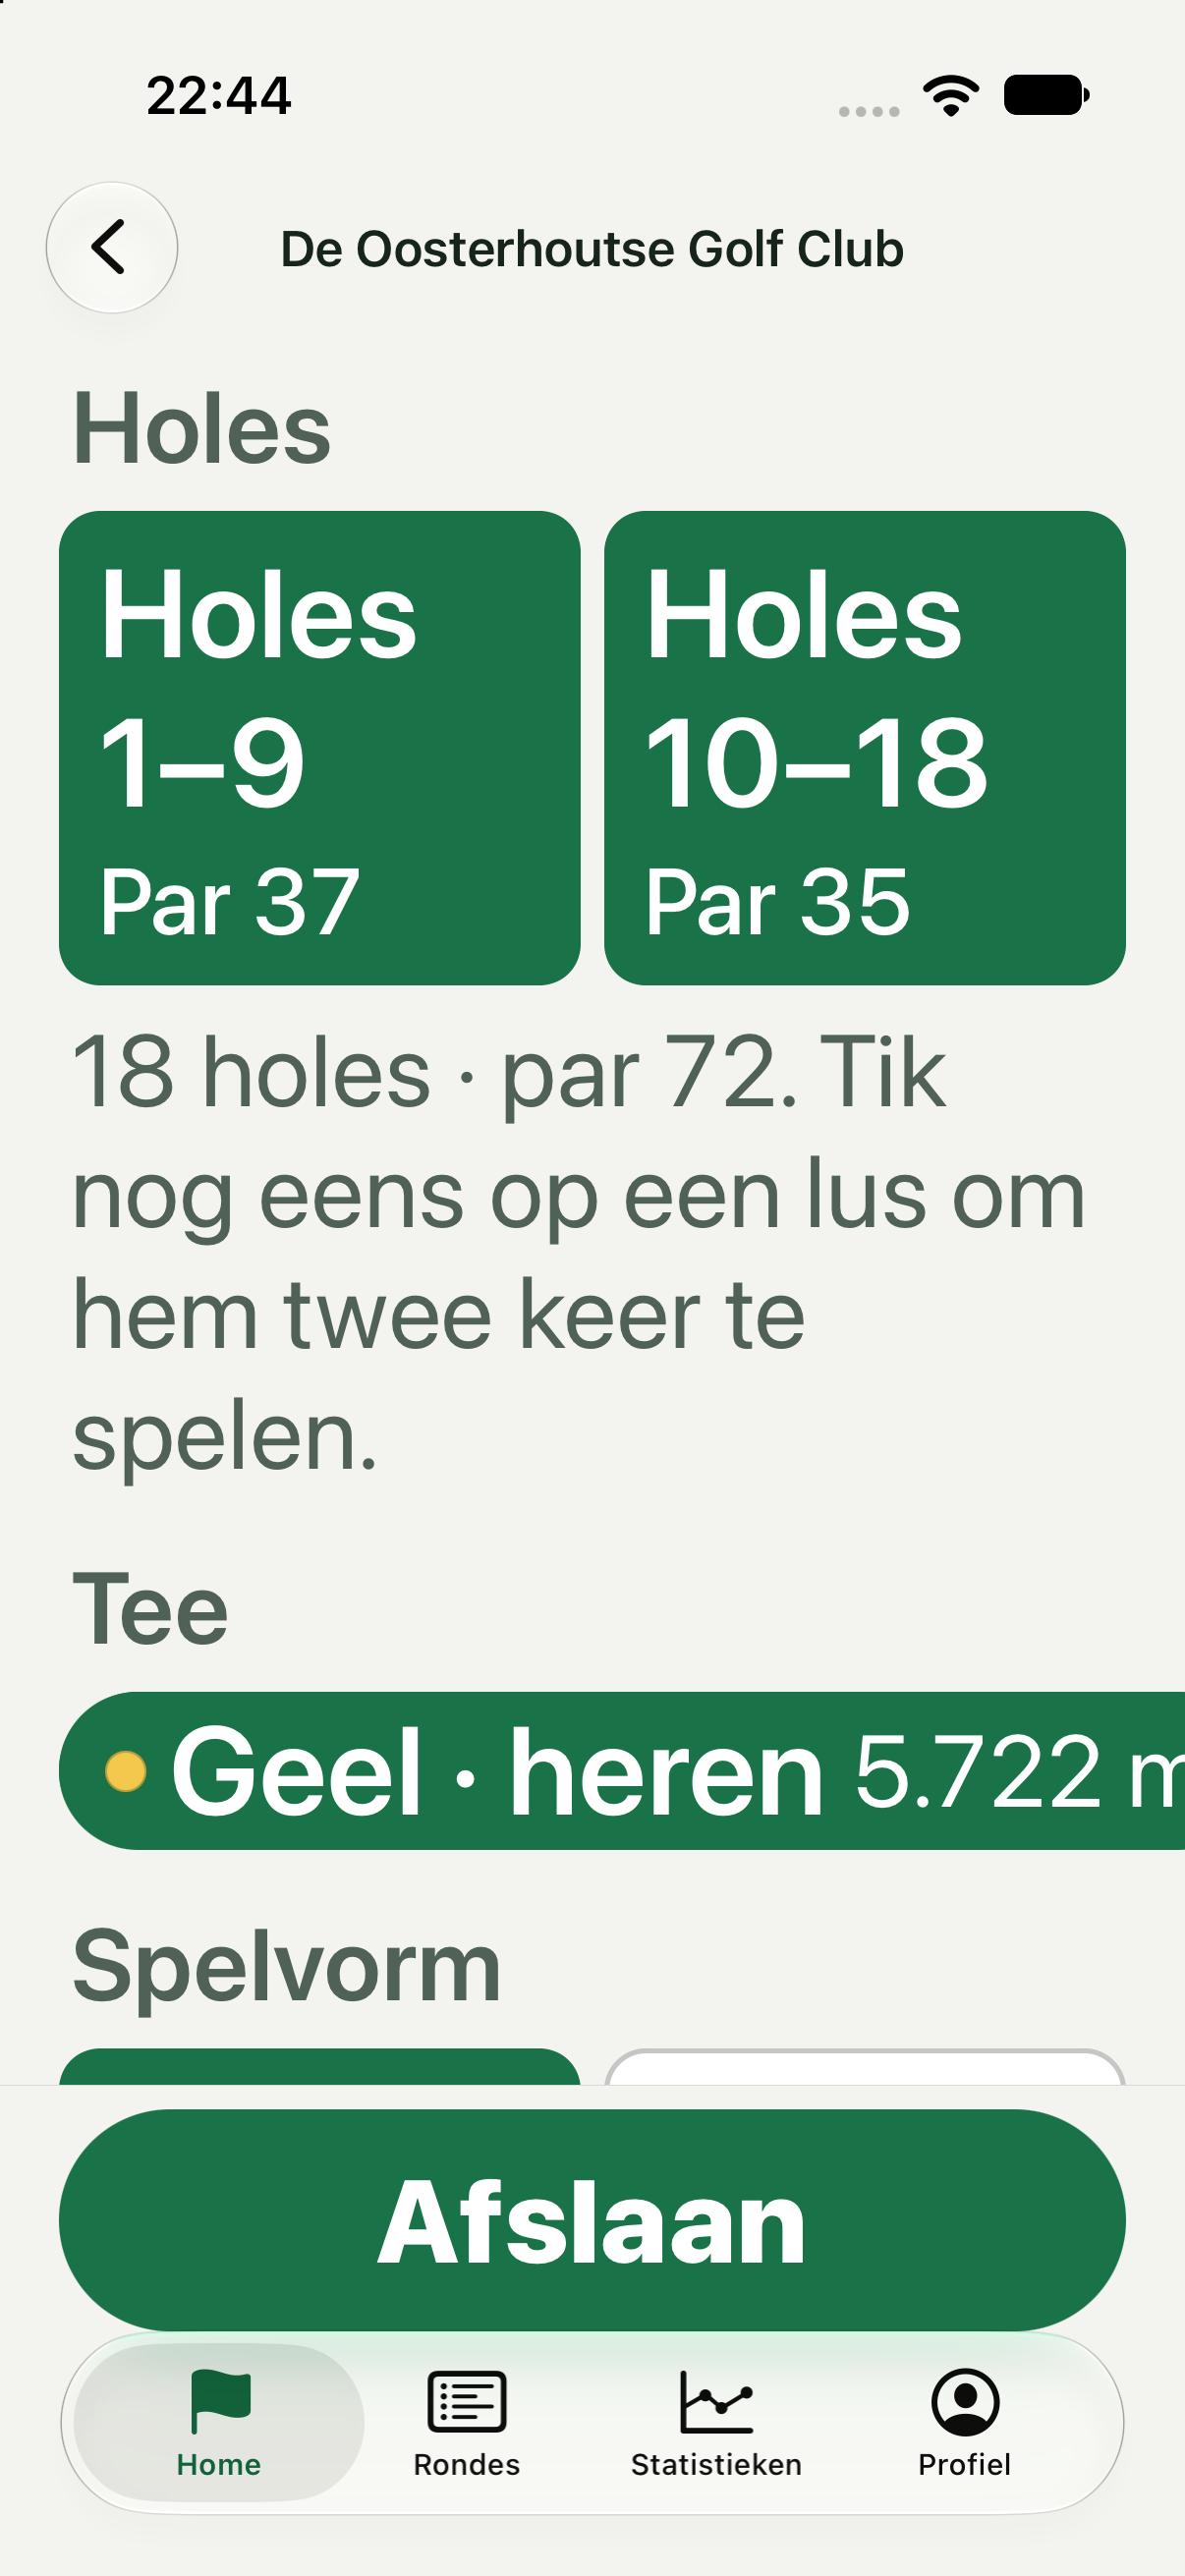 22:44
De Oosterhoutse Golf Club
Holes
Holes
1–9
Par 37
Holes
10–18
Par 35
18 holes · par 72. Tik
nog eens op een lus om
hem twee keer te
spelen.
Tee
Geel · heren 5.722 m
Spelvorm
Afslaan
Home
Rondes
Statistieken
Profiel